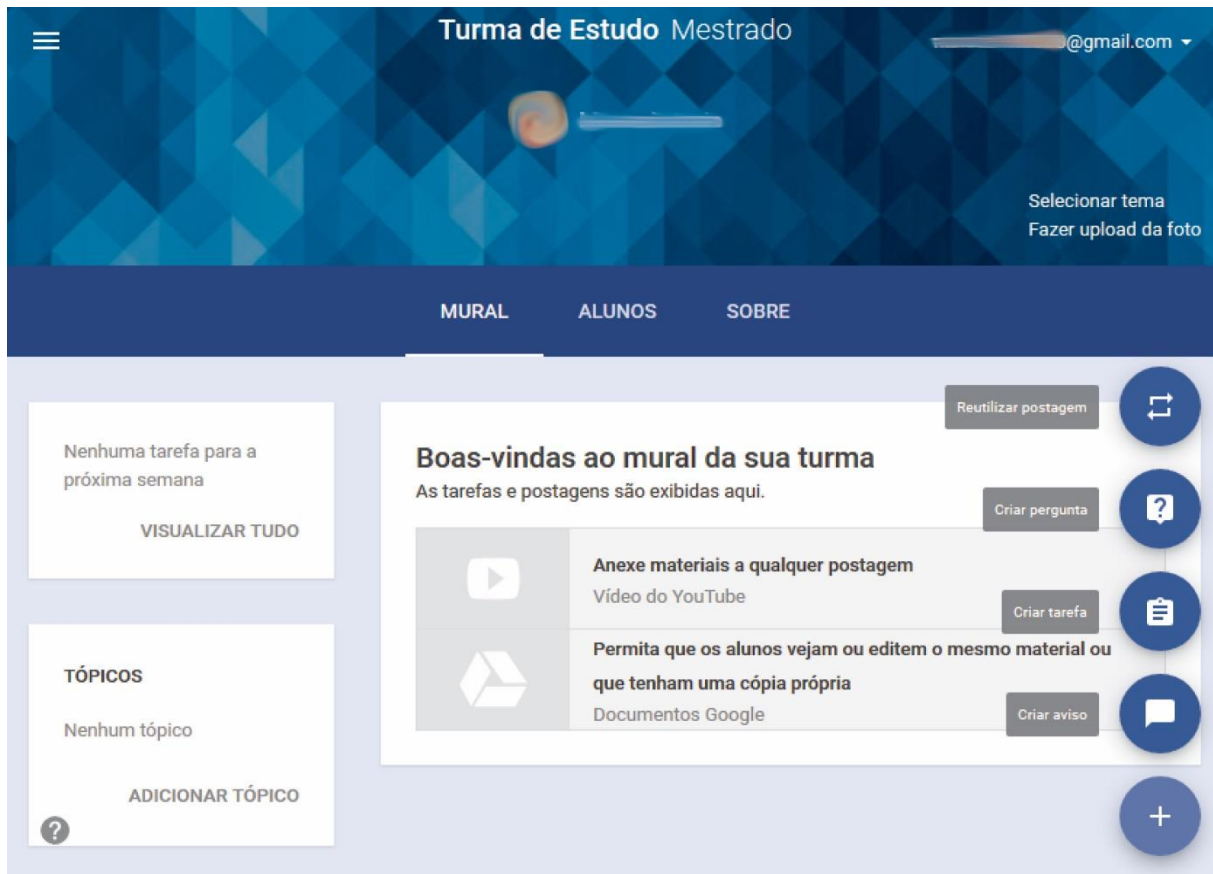 Turma de Estudo Mestrado
@gmail.com
Selecionar tema
Fazer upload da foto
MURAL ALUNOS SOBRE
Nenhuma tarefa para a
próxima semana
VISUALIZAR TUDO
TÓPICOS
Nenhum tópico
ADICIONAR TÓPICO
?
Boas-vindas ao mural da sua turma
As tarefas e postagens são exibidas aqui.
Anexe materiais a qualquer postagem
Vídeo do YouTube
Permita que os alunos vejam ou editem o mesmo material ou
que tenham uma cópia própria
Documentos Google
Reutilizar postagem
Criar pergunta
?
Criar tarefa
Criar aviso
+